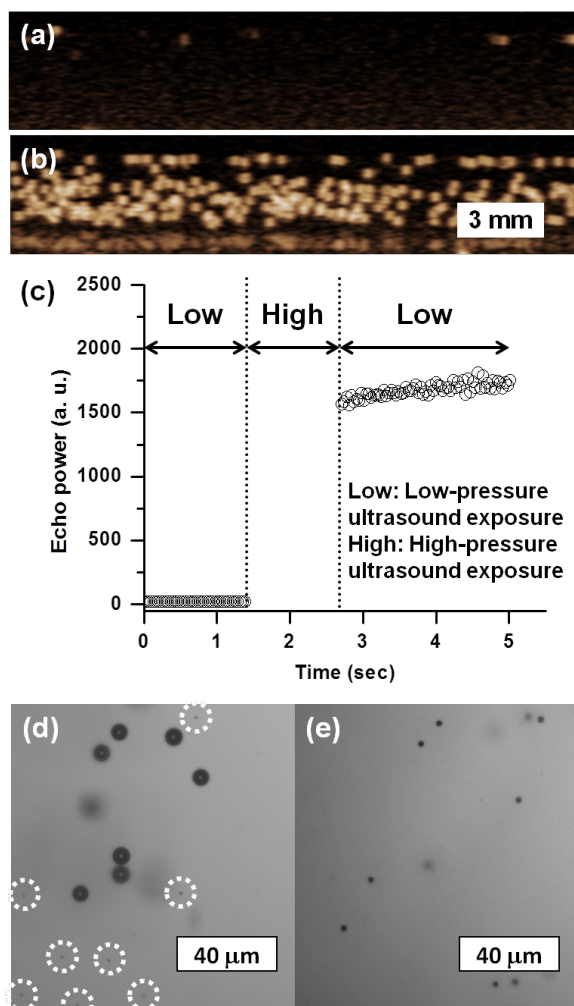 (a)
(b)
3 mm
(c)
2500
Low
High
Low
2000
1500
1000
500
0
Echo power (a. u.)
Low: Low-pressure
ultrasound exposure
High: High-pressure
ultrasound exposure
0
1
2
3
4
5
Time (sec)
(d)
(e)
40 µm
40 µm